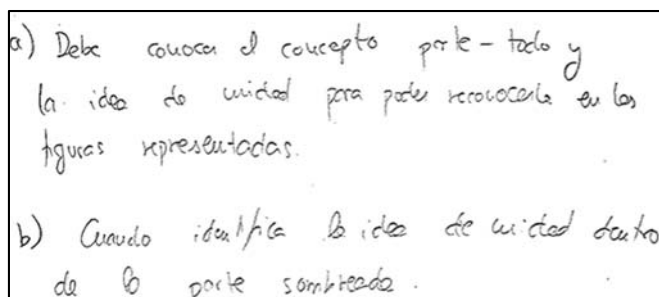 a) Debe conocer el concepto parte-todo y
la idea de unidad para poder reconocerla en las
figuras representadas.
b) Cuando identifica la idea de unidad dentro
de la parte sombreada.